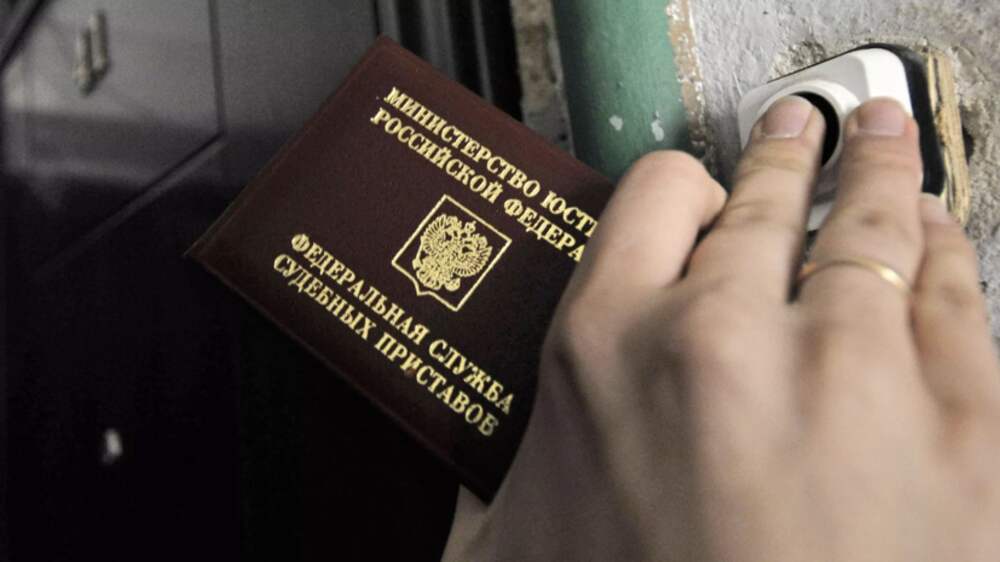 МИНИСТЕРСТВО
РОССИЙСКОЙ
ФЕДЕРАЛЬНАЯ СЛУЖБА
СУДЕБНЫХ ПРИСТАВОВ